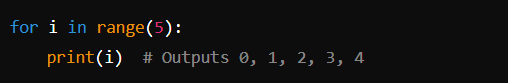 for i in range(5):
    print(i)  # Outputs 0, 1, 2, 3, 4